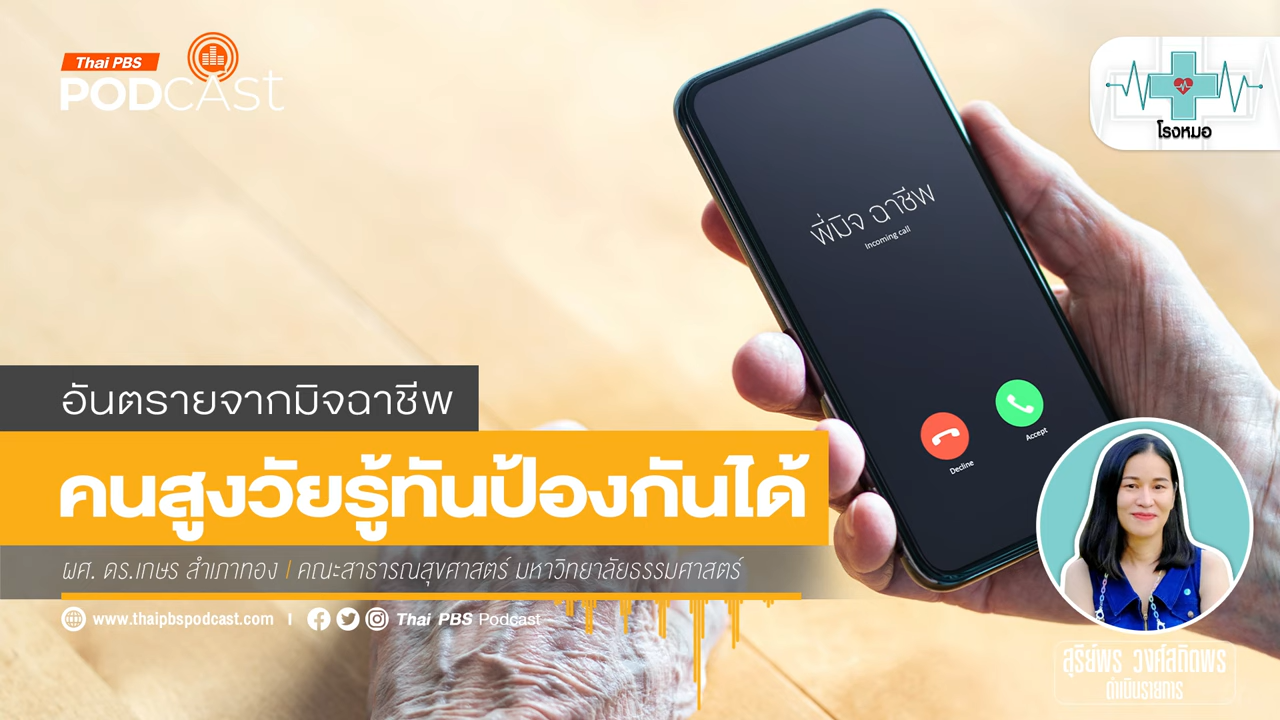 Thai PBS
PODCAST
โรงหมอ
พี่มิจ ฉาชีพ
Incoming call
Decline
Accept
อันตรายจากมิจฉาชีพ
คนสูงวัยรู้ทันป้องกันได้
ผศ. ดร.เกษร สำเภาทอง | คณะสาธารณสุขศาสตร์ มหาวิทยาลัยธรรมศาสตร์
www.thaipbspodcast.com | Thai PBS Podcast
สุรีย์พร วงศ์สถิตพร
ดำเนินรายการ